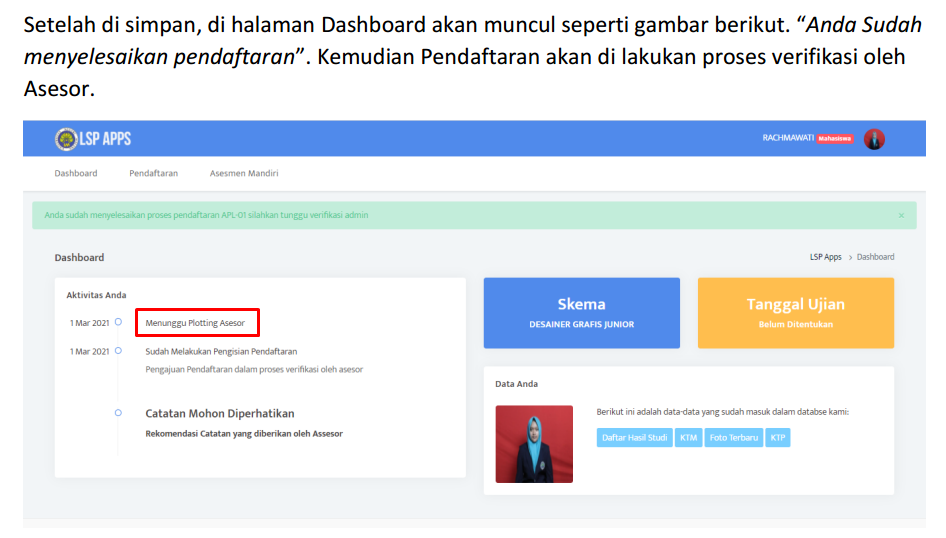 Setelah di simpan, di halaman Dashboard akan muncul seperti gambar berikut. “Anda Sudah
menyelesaikan pendaftaran”. Kemudian Pendaftaran akan di lakukan proses verifikasi oleh
Asesor.
LSP APPS
RACHMAWATI Mahasiswa
Dashboard Pendaftaran Asesmen Mandiri
Anda sudah menyelesaikan proses pendaftaran APL-01 silahkan tunggu verifikasi admin ×
Dashboard
LSP Apps > Dashboard
Aktivitas Anda
1 Mar 2021 Menunggu Plotting Asesor
1 Mar 2021 Sudah Melakukan Pengisian Pendaftaran
Pengajuan Pendaftaran dalam proses verifikasi oleh asesor
Catatan Mohon Diperhatikan
Rekomendasi Catatan yang diberikan oleh Assesor
Skema
DESAINER GRAFIS JUNIOR
Tanggal Ujian
Belum Ditentukan
Data Anda
Berikut ini adalah data-data yang sudah masuk dalam databse kami:
Daftar Hasil Studi KTM Foto Terbaru KTP